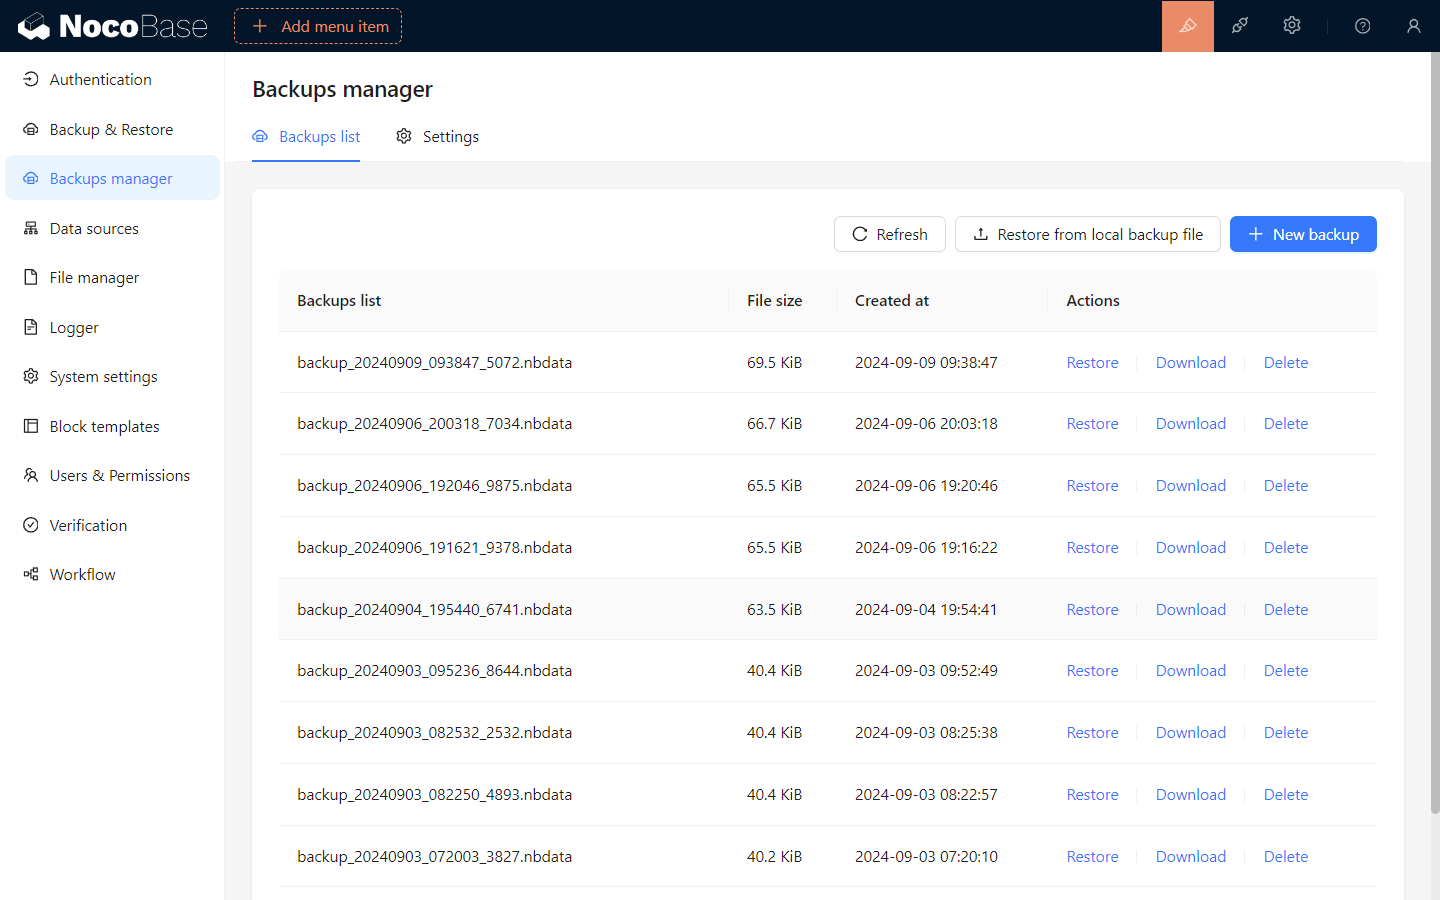 NocoBase
Add menu item
Authentication
Backup & Restore
Backups manager
Data sources
File manager
Logger
System settings
Block templates
Users & Permissions
Verification
Workflow
Backups manager
Backups list Settings
Refresh Restore from local backup file New backup
Backups list File size Created at Actions
backup_20240909_093847_5072.nbdata 69.5 KiB 2024-09-09 09:38:47 Restore Download Delete
backup_20240906_200318_7034.nbdata 66.7 KiB 2024-09-06 20:03:18 Restore Download Delete
backup_20240906_192046_9875.nbdata 65.5 KiB 2024-09-06 19:20:46 Restore Download Delete
backup_20240906_191621_9378.nbdata 65.5 KiB 2024-09-06 19:16:22 Restore Download Delete
backup_20240904_195440_6741.nbdata 63.5 KiB 2024-09-04 19:54:41 Restore Download Delete
backup_20240903_095236_8644.nbdata 40.4 KiB 2024-09-03 09:52:49 Restore Download Delete
backup_20240903_082532_2532.nbdata 40.4 KiB 2024-09-03 08:25:38 Restore Download Delete
backup_20240903_082250_4893.nbdata 40.4 KiB 2024-09-03 08:22:57 Restore Download Delete
backup_20240903_072003_3827.nbdata 40.2 KiB 2024-09-03 07:20:10 Restore Download Delete